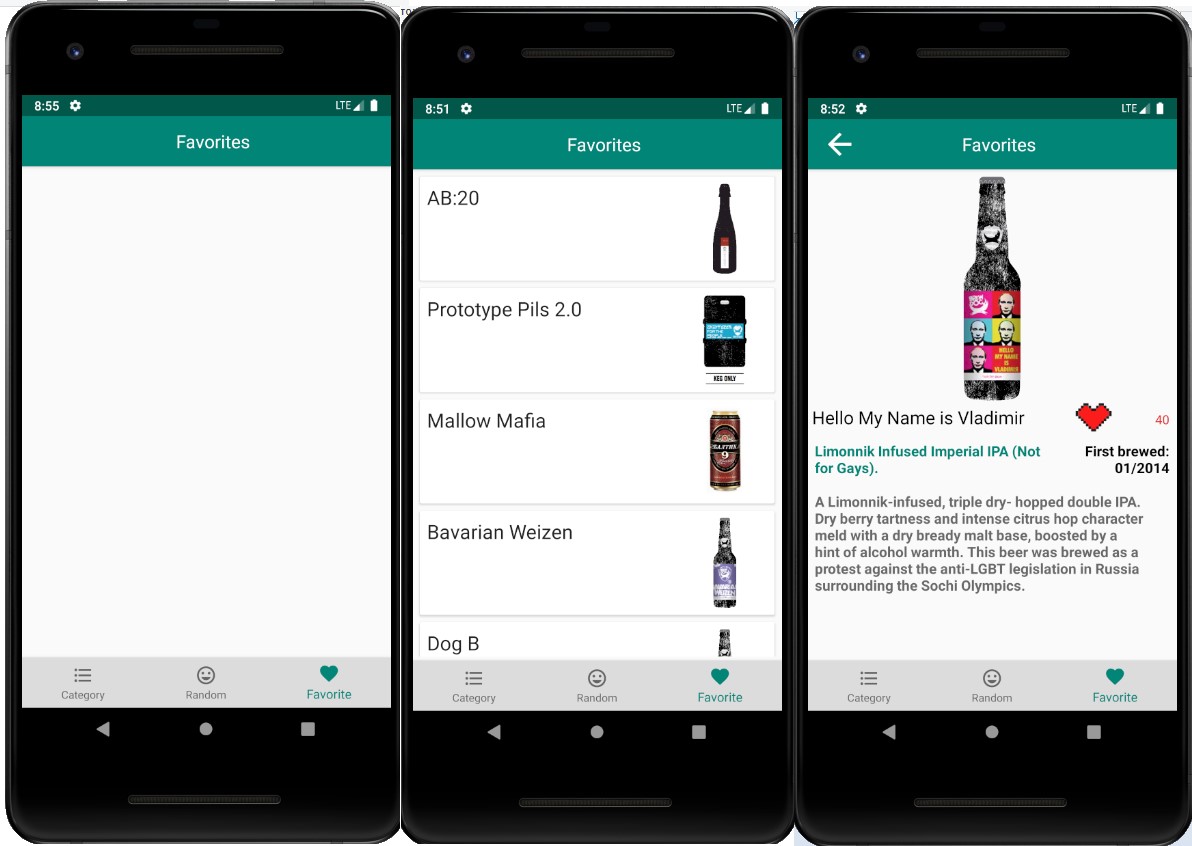 8:55
LTE
Favorites
Category
Random
Favorite
8:51
LTE
Favorites
AB:20
Prototype Pils 2.0
KEG ONLY
Mallow Mafia
9
Bavarian Weizen
Dog B
Category
Random
Favorite
8:52
LTE
Favorites
HELLO
MY NAME
IS
VLADIMIR
Hello My Name is Vladimir
40
Limonnik Infused Imperial IPA (Not
for Gays).
First brewed:
01/2014
A Limonnik-infused, triple dry- hopped double IPA.
Dry berry tartness and intense citrus hop character
meld with a dry bready malt base, boosted by a
hint of alcohol warmth. This beer was brewed as a
protest against the anti-LGBT legislation in Russia
surrounding the Sochi Olympics.
Category
Random
Favorite